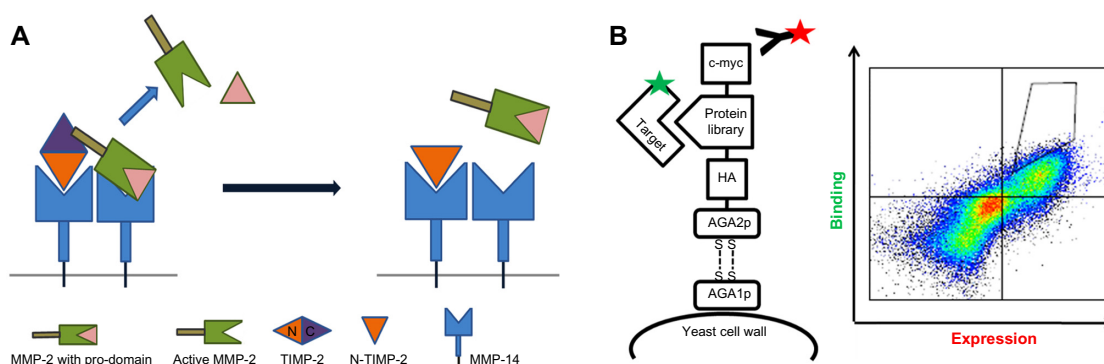 A
N C
MMP-2 with pro-domain
Active MMP-2
TIMP-2
N-TIMP-2
MMP-14
B
c-myc
Protein
library
Target
HA
AGA2p
S S
S S
AGA1p
Yeast cell wall
Binding
Expression